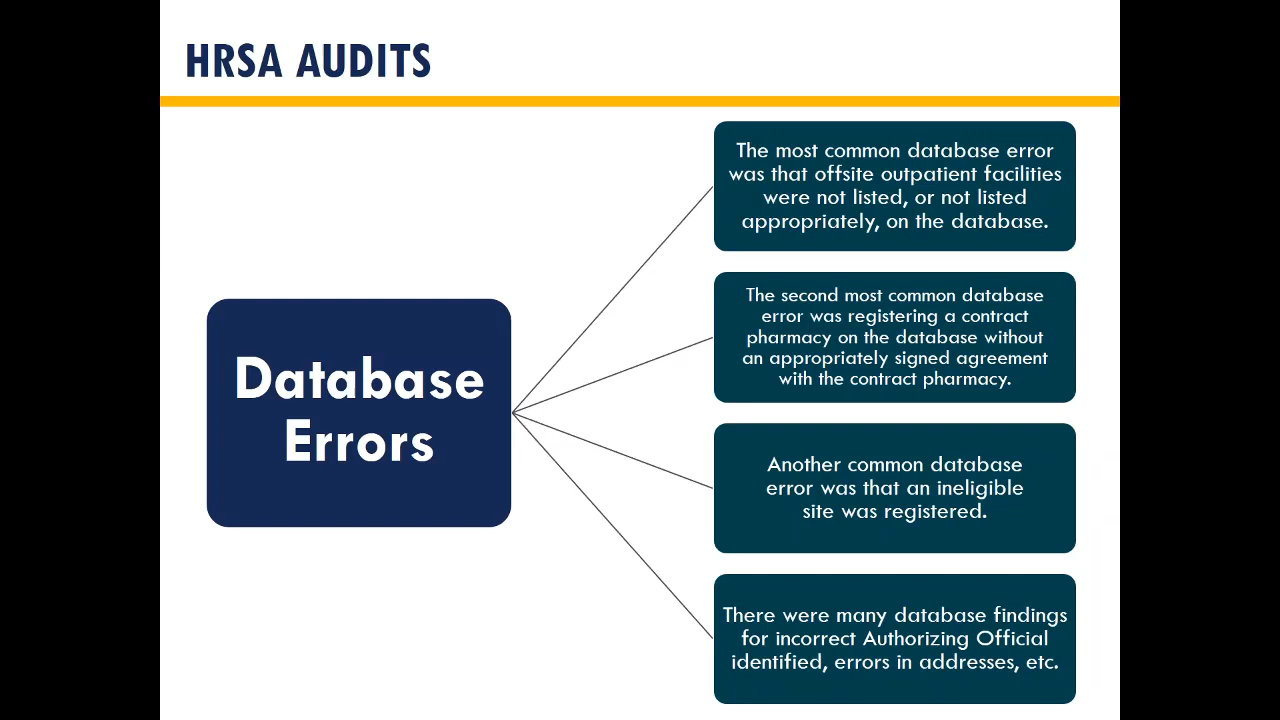 HRSA AUDITS
Database
Errors
The most common database error
was that offsite outpatient facilities
were not listed, or not listed
appropriately, on the database.
The second most common database
error was registering a contract
pharmacy on the database without
an appropriately signed agreement
with the contract pharmacy.
Another common database
error was that an ineligible
site was registered.
There were many database findings
for incorrect Authorizing Official
identified, errors in addresses, etc.